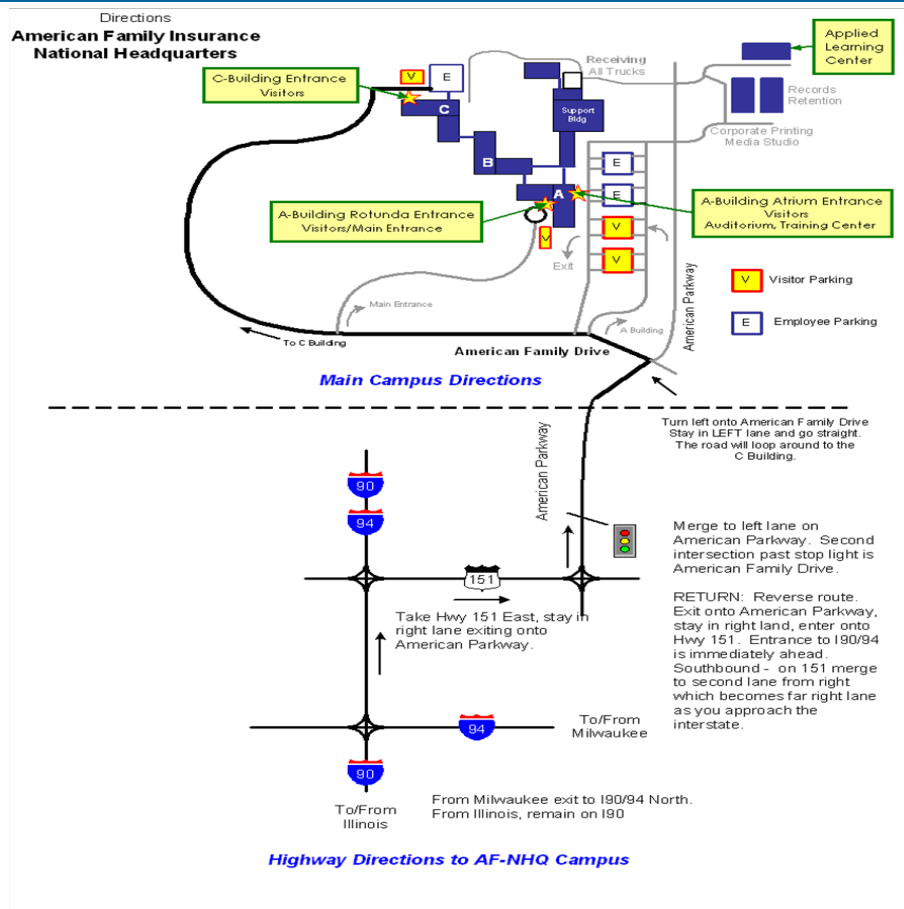 Directions
American Family Insurance
National Headquarters
C-Building Entrance
Visitors
V
E
C
Receiving
All Trucks
Applied
Learning
Center
Support
Bldg
Records
Retention
Corporate Printing
Media Studio
B
E
A
E
A-Building Rotunda Entrance
Visitors/Main Entrance
A-Building Atrium Entrance
Visitors
Auditorium, Training Center
V
V
Exit
V
V
Visitor Parking
E
Employee Parking
Main Entrance
A Building
American Parkway
To C Building
American Family Drive
Main Campus Directions
Turn left onto American Family Drive
Stay in LEFT lane and go straight.
The road will loop around to the
C Building.
American Parkway
90
94
151
Merge to left lane on
American Parkway. Second
intersection past stop light is
American Family Drive.
Take Hwy 151 East, stay in
right lane exiting onto
American Parkway.
RETURN: Reverse route.
Exit onto American Parkway,
stay in right land, enter onto
Hwy 151. Entrance to I90/94
is immediately ahead.
Southbound - on 151 merge
to second lane from right
which becomes far right lane
as you approach the
interstate.
94
To/From
Milwaukee
90
To/From
Illinois
From Milwaukee exit to I90/94 North.
From Illinois, remain on I90
Highway Directions to AF-NHQ Campus